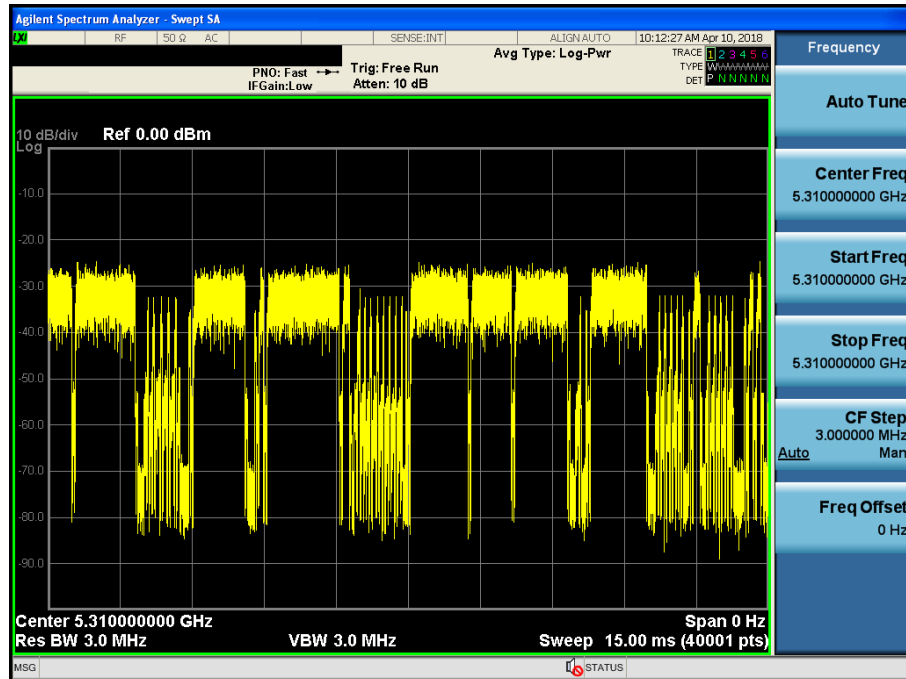 Agilent Spectrum Analyzer - Swept SA
LXI RF 50 Ω AC SENSE:INT ALIGN AUTO 10:12:27 AM Apr 10, 2018
Avg Type: Log-Pwr
TRACE 1 2 3 4 5 6
PNO: Fast Trig: Free Run
TYPE
IFGain:Low Atten: 10 dB
DET P N N N N N
10 dB/div Ref 0.00 dBm
Log
-10.0
-20.0
-30.0
-40.0
-50.0
-60.0
-70.0
-80.0
-90.0
Center 5.310000000 GHz Span 0 Hz
Res BW 3.0 MHz VBW 3.0 MHz Sweep 15.00 ms (40001 pts)
MSG STATUS
Frequency
Auto Tune
Center Freq
5.310000000 GHz
Start Freq
5.310000000 GHz
Stop Freq
5.310000000 GHz
CF Step
3.000000 MHz
Auto Man
Freq Offset
0 Hz